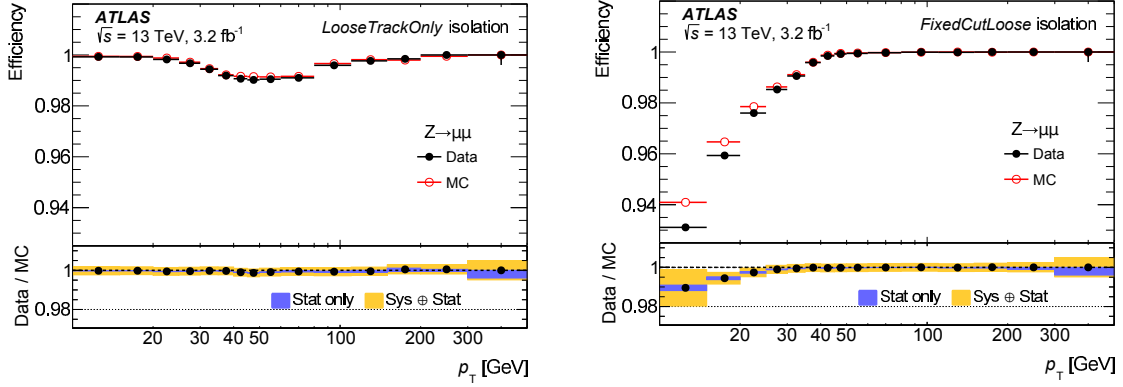 ATLAS
√s = 13 TeV, 3.2 fb⁻¹
LooseTrackOnly isolation
Efficiency
1
0.98
0.96
0.94
Z→μμ
Data
MC
Data / MC
1
0.98
Stat only
Sys ⊕ Stat
20 30 40 50 100 200 300
p_T [GeV]
ATLAS
√s = 13 TeV, 3.2 fb⁻¹
FixedCutLoose isolation
Efficiency
1
0.98
0.96
0.94
Z→μμ
Data
MC
Data / MC
1
0.98
Stat only
Sys ⊕ Stat
20 30 40 50 100 200 300
p_T [GeV]